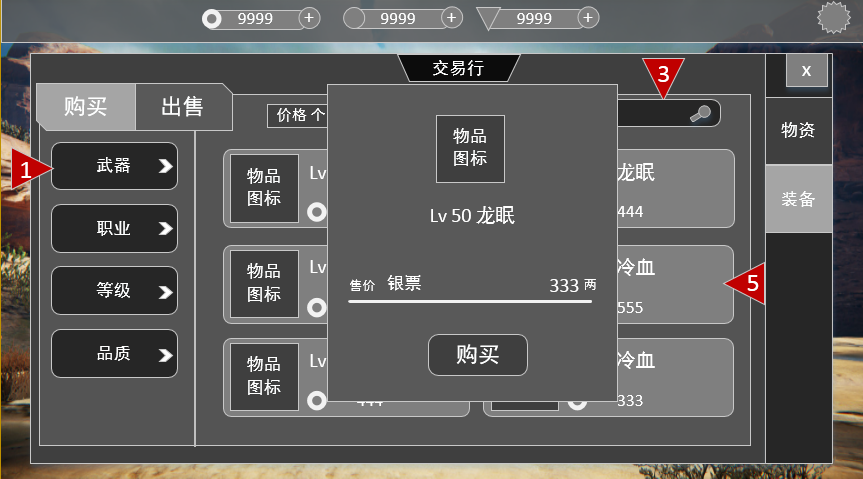 9999 + 9999 + 9999 +
交易行
x
购买 出售
价格 个
3
物资
装备
1
武器
职业
等级
品质
物品
图标
Lv
龙眠
444
物品
图标
Lv
冷血
555
5
物品
图标
Lv
冷血
333
物品
图标
Lv 50 龙眠
售价 银票 333 两
购买